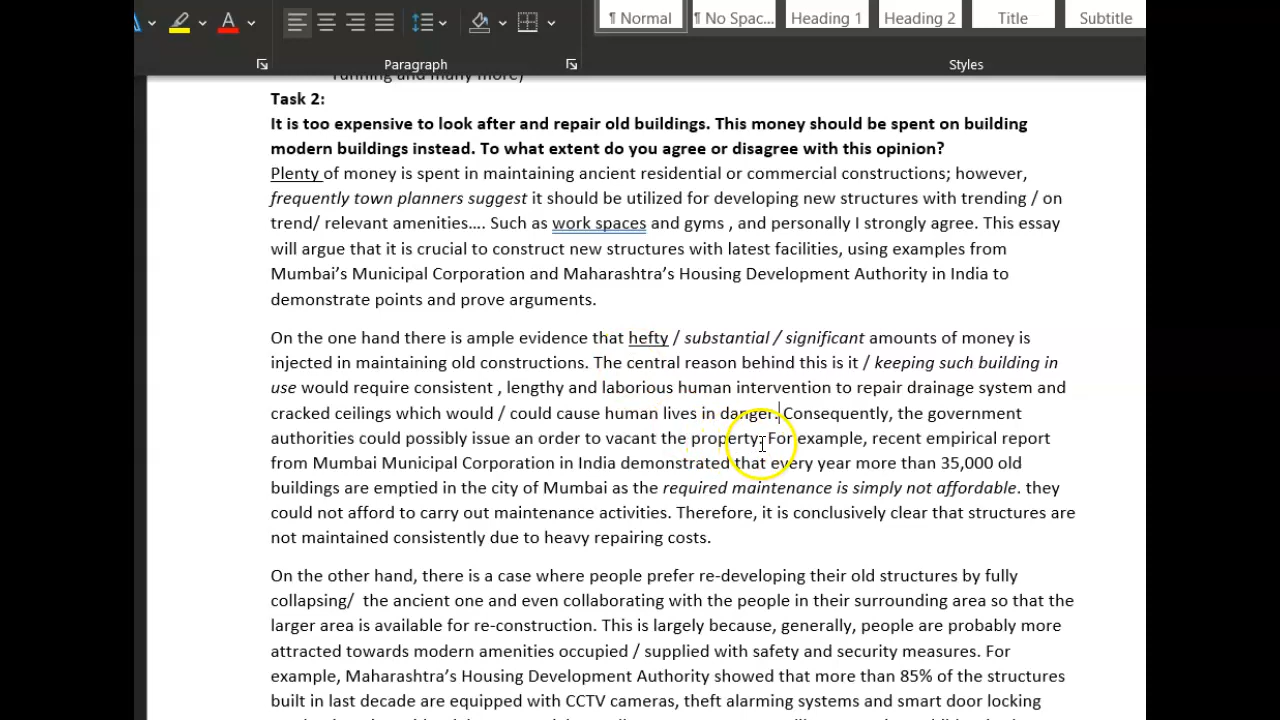 A
¶ Normal
¶ No Spac...
Heading 1
Heading 2
Title
Subtitle
Paragraph
Styles
running and many more)
Task 2:
It is too expensive to look after and repair old buildings. This money should be spent on building
modern buildings instead. To what extent do you agree or disagree with this opinion?
Plenty of money is spent in maintaining ancient residential or commercial constructions; however,
frequently town planners suggest it should be utilized for developing new structures with trending / on
trend/ relevant amenities…. Such as work spaces and gyms , and personally I strongly agree. This essay
will argue that it is crucial to construct new structures with latest facilities, using examples from
Mumbai’s Municipal Corporation and Maharashtra’s Housing Development Authority in India to
demonstrate points and prove arguments.
On the one hand there is ample evidence that hefty / substantial / significant amounts of money is
injected in maintaining old constructions. The central reason behind this is it / keeping such building in
use would require consistent , lengthy and laborious human intervention to repair drainage system and
cracked ceilings which would / could cause human lives in danger. Consequently, the government
authorities could possibly issue an order to vacant the property. For example, recent empirical report
from Mumbai Municipal Corporation in India demonstrated that every year more than 35,000 old
buildings are emptied in the city of Mumbai as the required maintenance is simply not affordable. they
could not afford to carry out maintenance activities. Therefore, it is conclusively clear that structures are
not maintained consistently due to heavy repairing costs.
On the other hand, there is a case where people prefer re-developing their old structures by fully
collapsing/  the ancient one and even collaborating with the people in their surrounding area so that the
larger area is available for re-construction. This is largely because, generally, people are probably more
attracted towards modern amenities occupied / supplied with safety and security measures. For
example, Maharashtra’s Housing Development Authority showed that more than 85% of the structures
built in last decade are equipped with CCTV cameras, theft alarming systems and smart door locking